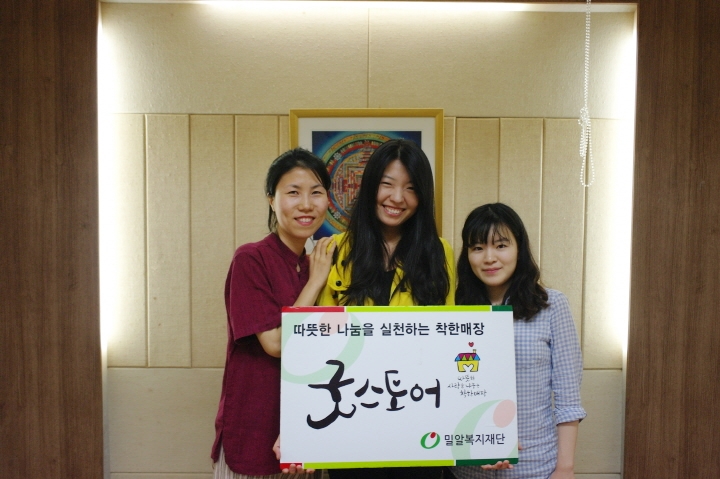 따뜻한 나눔을 실천하는 착한매장
굿스토어
밀알복지재단